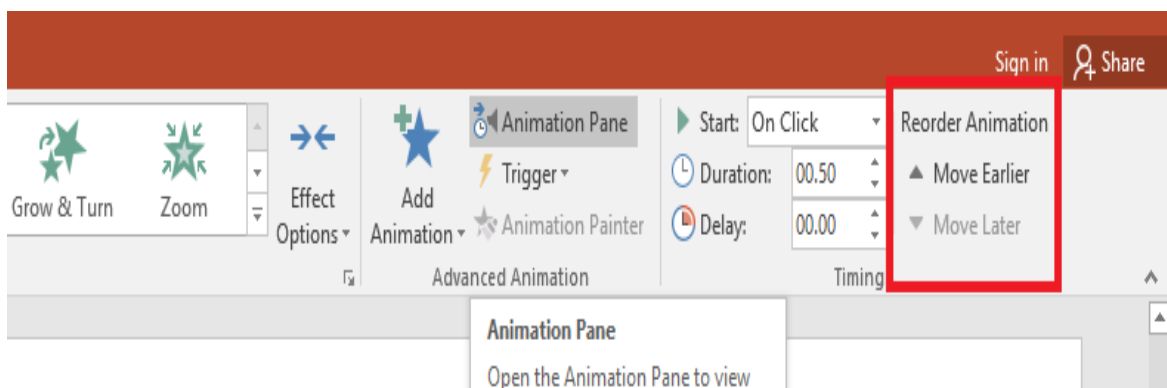 Sign in Share
Grow & Turn
Zoom
Effect
Options
Add
Animation
Animation Pane
Trigger
Animation Painter
Advanced Animation
Start: On Click
Duration: 00.50
Delay: 00.00
Timing
Reorder Animation
Move Earlier
Move Later
Animation Pane
Open the Animation Pane to view